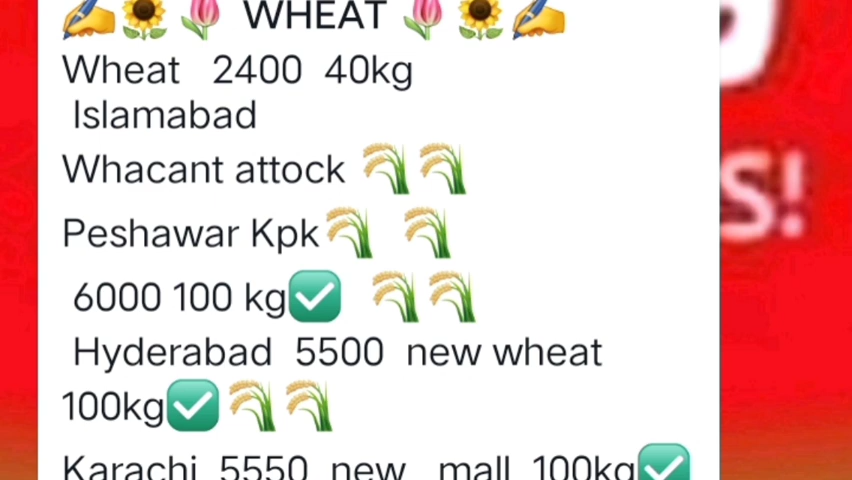 ✍️🌻🌷 WHEAT 🌷🌻✍️
Wheat 2400 40kg
Islamabad
Whacant attock 🌾🌾
Peshawar Kpk🌾 🌾
6000 100 kg✅ 🌾🌾
Hyderabad 5500 new wheat
100kg✅🌾🌾
Karachi 5550 new mall 100kg✅
S!